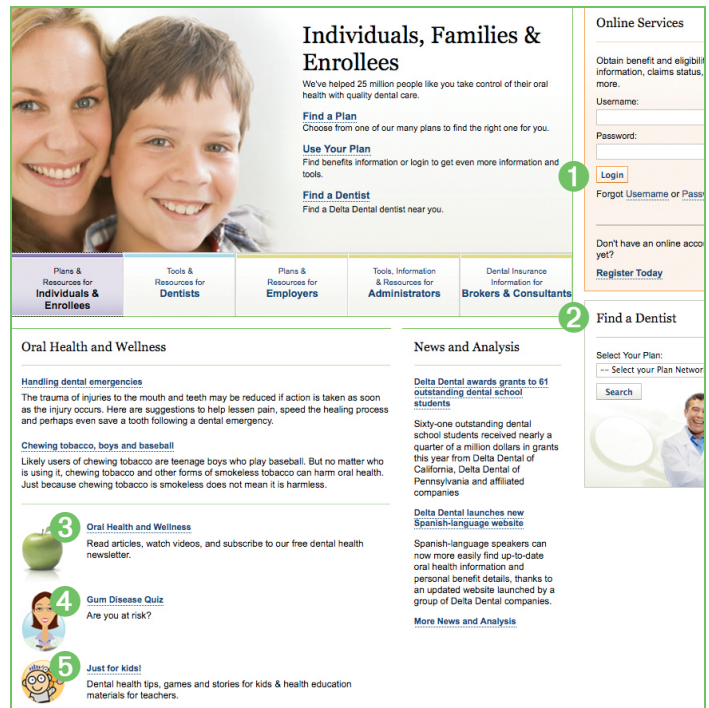 Individuals, Families &
Enrollees
We've helped 25 million people like you take control of their oral
health with quality dental care.
Find a Plan
Choose from one of our many plans to find the right one for you.
Use Your Plan
Find benefits information or login to get even more information and
tools.
Find a Dentist
Find a Delta Dental dentist near you.
Online Services
Obtain benefit and
information, claims status,
more.
Username:
Password:
1
Login
Forgot Username or
Don't have an online
yet?
Register Today
Plans &
Resources for
Individuals &
Enrollees
Tools &
Resources for
Dentists
Plans &
Resources for
Employers
Tools, Information
& Resources for
Administrators
Dental Insurance
Information for
Brokers & Consultants
2
Find a Dentist
Select Your Plan:
-- Select your Plan
Search
Oral Health and Wellness
Handling dental emergencies
The trauma of injuries to the mouth and teeth may be reduced if action is taken as soon
as the injury occurs. Here are suggestions to help lessen pain, speed the healing process
and perhaps even save a tooth following a dental emergency.
Chewing tobacco, boys and baseball
Likely users of chewing tobacco are teenage boys who play baseball. But no matter who
is using it, chewing tobacco and other forms of smokeless tobacco can harm oral health.
Just because chewing tobacco is smokeless does not mean it is harmless.
3
Oral Health and Wellness
Read articles, watch videos, and subscribe to our free dental health
newsletter.
4
Gum Disease Quiz
Are you at risk?
5
Just for kids!
Dental health tips, games and stories for kids & health education
materials for teachers.
News and Analysis
Delta Dental awards grants to 61
outstanding dental school
students
Sixty-one outstanding dental
school students received nearly a
quarter of a million dollars in grants
this year from Delta Dental of
California, Delta Dental of
Pennsylvania and affiliated
companies
Delta Dental launches new
Spanish-language website
Spanish-language speakers can
now more easily find up-to-date
oral health information and
personal benefit details, thanks to
an updated website launched by a
group of Delta Dental companies.
More News and Analysis